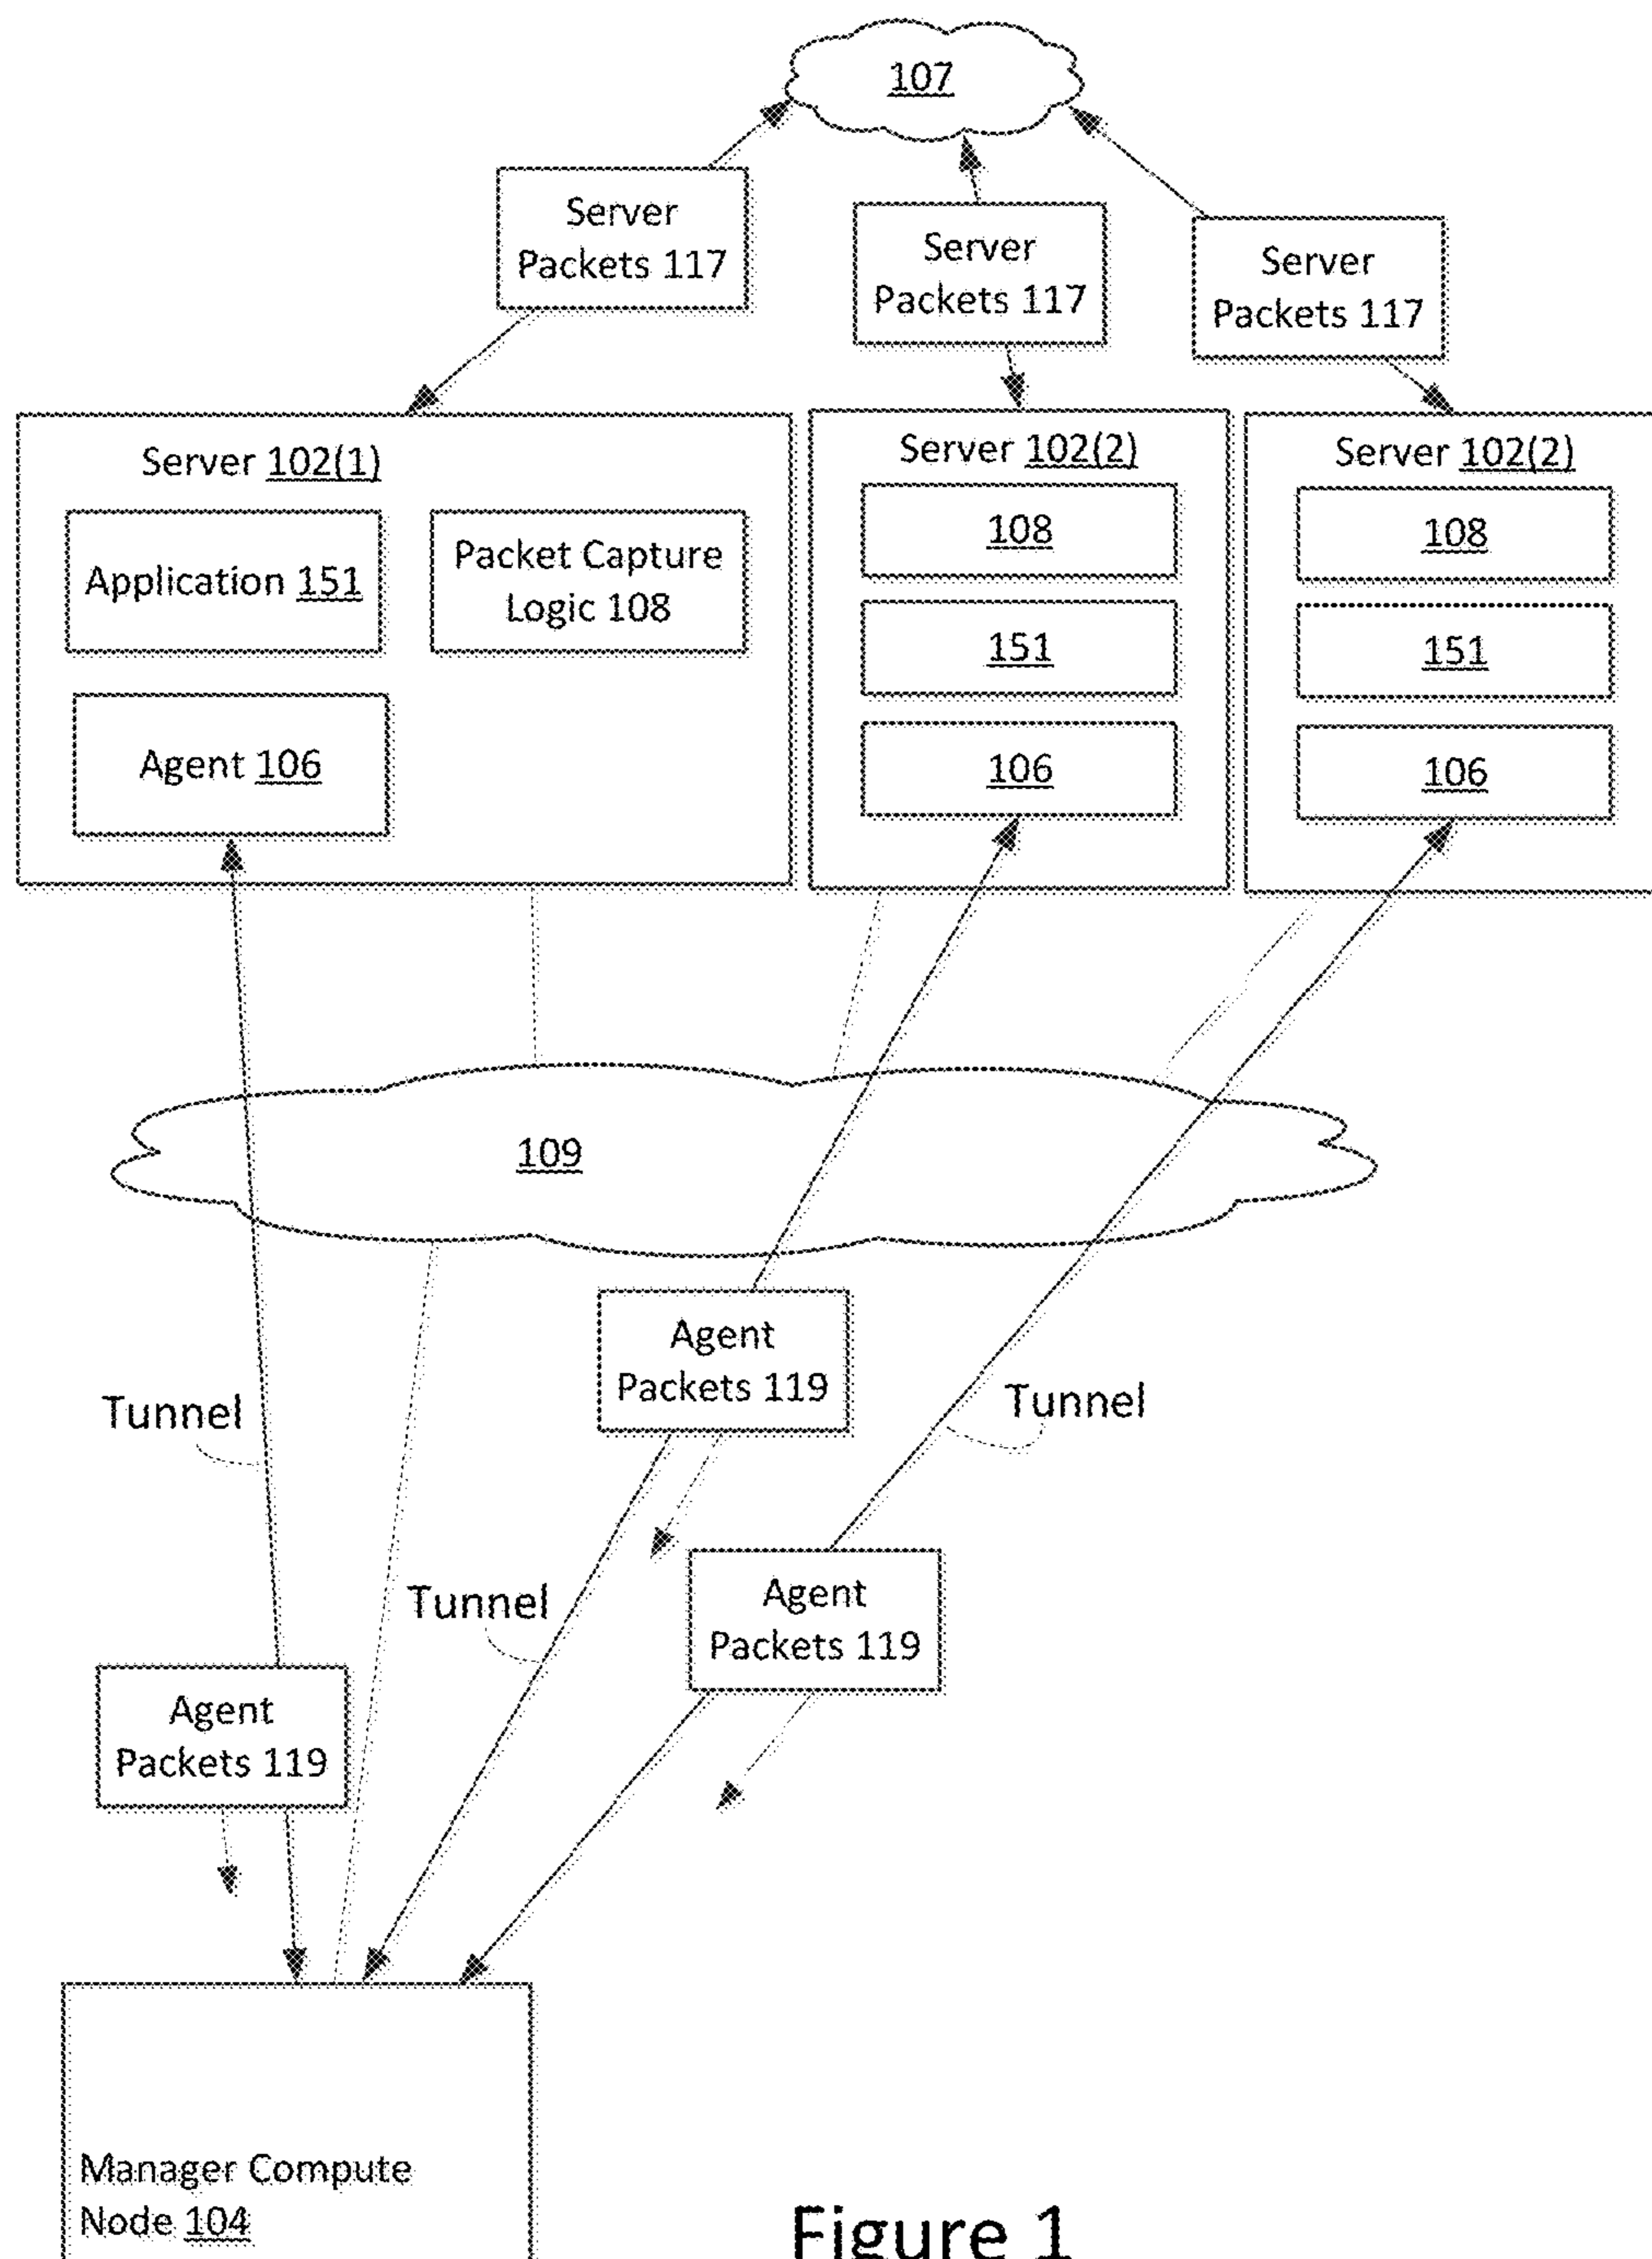 107
Server
Packets 117
Server
Packets 117
Server
Packets 117
Server 102(1)
Application 151
Packet Capture
Logic 108
Agent 106
Server 102(2)
108
151
106
Server 102(2)
108
151
106
109
Agent
Packets 119
Tunnel
Tunnel
Agent
Packets 119
Tunnel
Agent
Packets 119
Manager Compute
Node 104
Figure 1